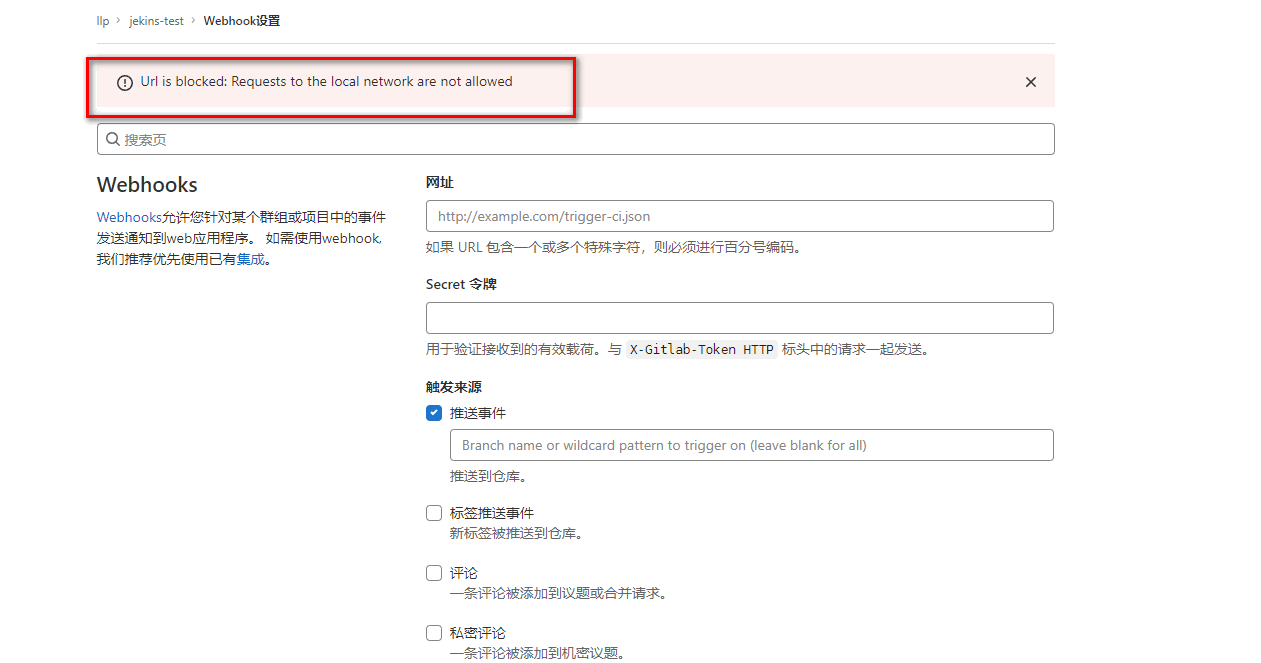 llp › jekins-test › Webhook设置
Url is blocked: Requests to the local network are not allowed
搜索页
Webhooks
Webhooks允许您针对某个群组或项目中的事件
发送通知到web应用程序。 如需使用webhook,
我们推荐优先使用已有集成。
网址
http://example.com/trigger-ci.json
如果 URL 包含一个或多个特殊字符，则必须进行百分号编码。
Secret 令牌
用于验证接收到的有效载荷。与 X-Gitlab-Token HTTP 标头中的请求一起发送。
触发来源
推送事件
Branch name or wildcard pattern to trigger on (leave blank for all)
推送到仓库。
标签推送事件
新标签被推送到仓库。
评论
一条评论被添加到议题或合并请求。
私密评论
一条评论被添加到机密议题。